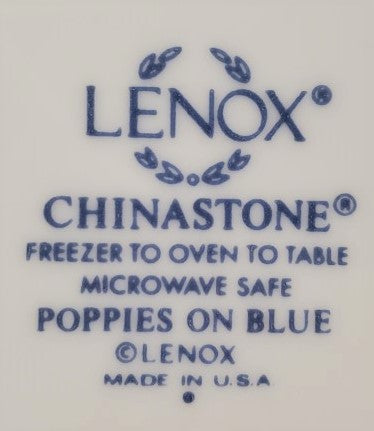 LENOX®
CHINASTONE®
FREEZER TO OVEN TO TABLE
MICROWAVE SAFE
POPPIES ON BLUE
©LENOX
MADE IN U.S.A